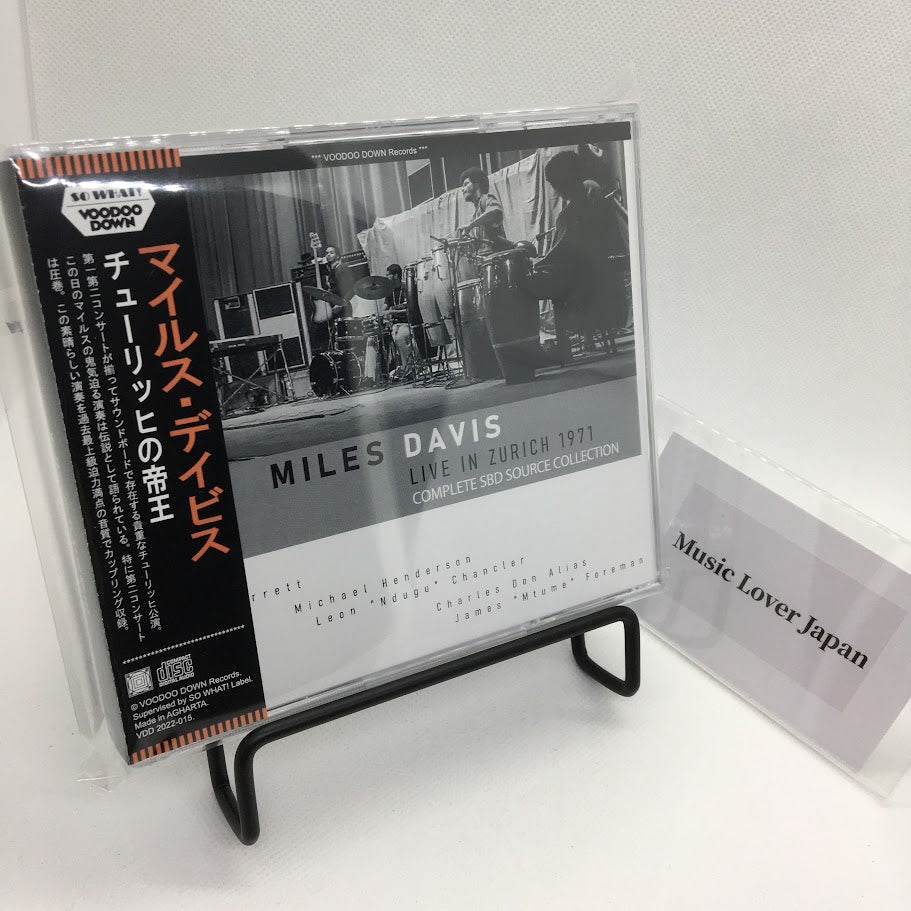 *** VOODOO DOWN Records ***
SO WHAT!
VOODOO
DOWN
マイルス・デイビス
チューリッヒの帝王
第一第二コンサートが揃ってサウンドボードで存在する貴重なチューリッヒ公演。
この日のマイルスの鬼気迫る演奏は伝説として語られている。特に第二コンサート
は圧巻。この素晴らしい演奏を過去最上級迫力満点の音質でカップリング収録。
COMPACT
disc
DIGITAL AUDIO
© VOODOO DOWN Records.
Supervised by SO WHAT! Label.
Made in AGHARTA.
VDD 2022-016.
MILES DAVIS
LIVE IN ZURICH 1971
COMPLETE SBD SOURCE COLLECTION
rrett
Michael Henderson
Leon "Ndugu" Chancler
Charles Don Alias
James "Mtume" Foreman
Music Lover Japan